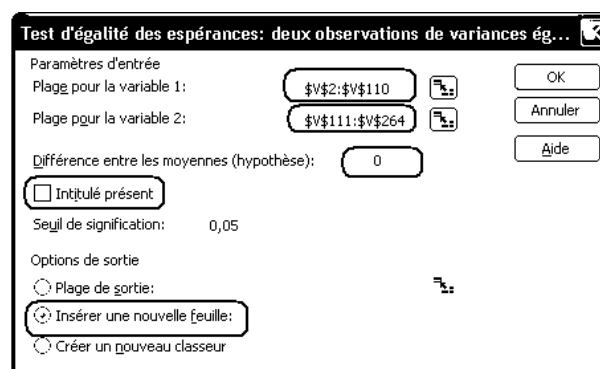 Test d'égalité des espérances: deux observations de variances ég...
Paramètres d'entrée
Plage pour la variable 1: $V$2:$V$110
OK
Plage pour la variable 2: $V$111:$V$264
Annuler
Différence entre les moyennes (hypothèse): 0
Aide
Intitulé présent
Seuil de signification: 0,05
Options de sortie
Plage de sortie:
Insérer une nouvelle feuille:
Créer un nouveau classeur